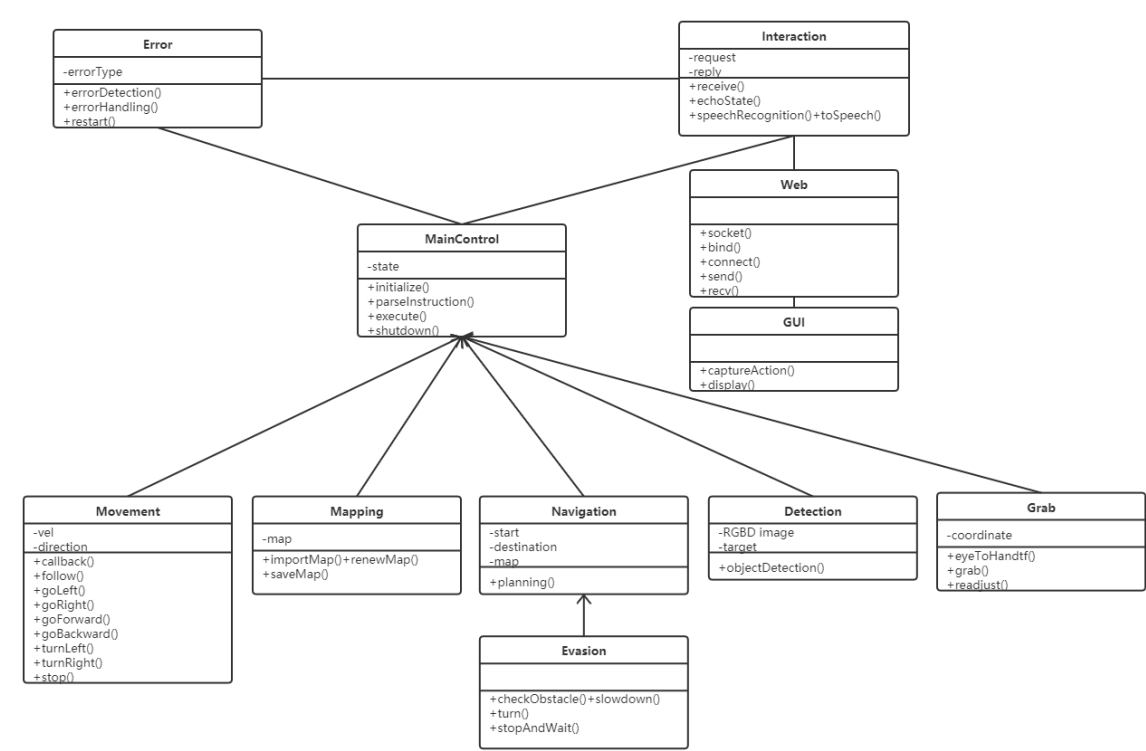 Error
-errorType
+errorDetection()
+errorHandling()
+restart()
Interaction
-request
-reply
+receive()
+echoState()
+speechRecognition()+toSpeech()
Web
+socket()
+bind()
+connect()
+send()
+recv()
MainControl
-state
+initialize()
+parseInstruction()
+execute()
+shutdown()
GUI
+captureAction()
+display()
Movement
-vel
-direction
+callback()
+follow()
+goLeft()
+goRight()
+goForward()
+goBackward()
+turnLeft()
+turnRight()
+stop()
Mapping
-map
+importMap()+renewMap()
+saveMap()
Navigation
-start
-destination
-map
+planning()
Detection
-RGBD image
-target
+objectDetection()
Grab
-coordinate
+eyeToHandtf()
+grab()
+readjust()
Evasion
+checkObstacle()+slowdown()
+turn()
+stopAndWait()